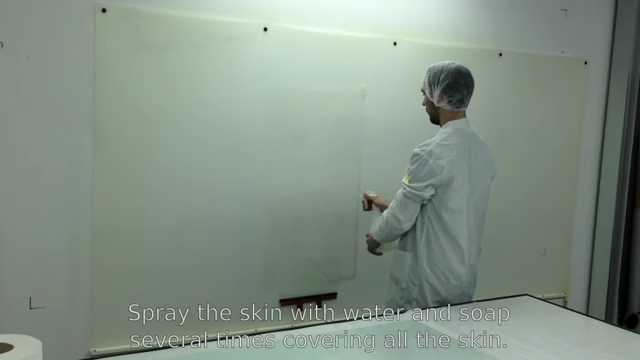 Spray the skin with water and soap
several times covering all the skin.